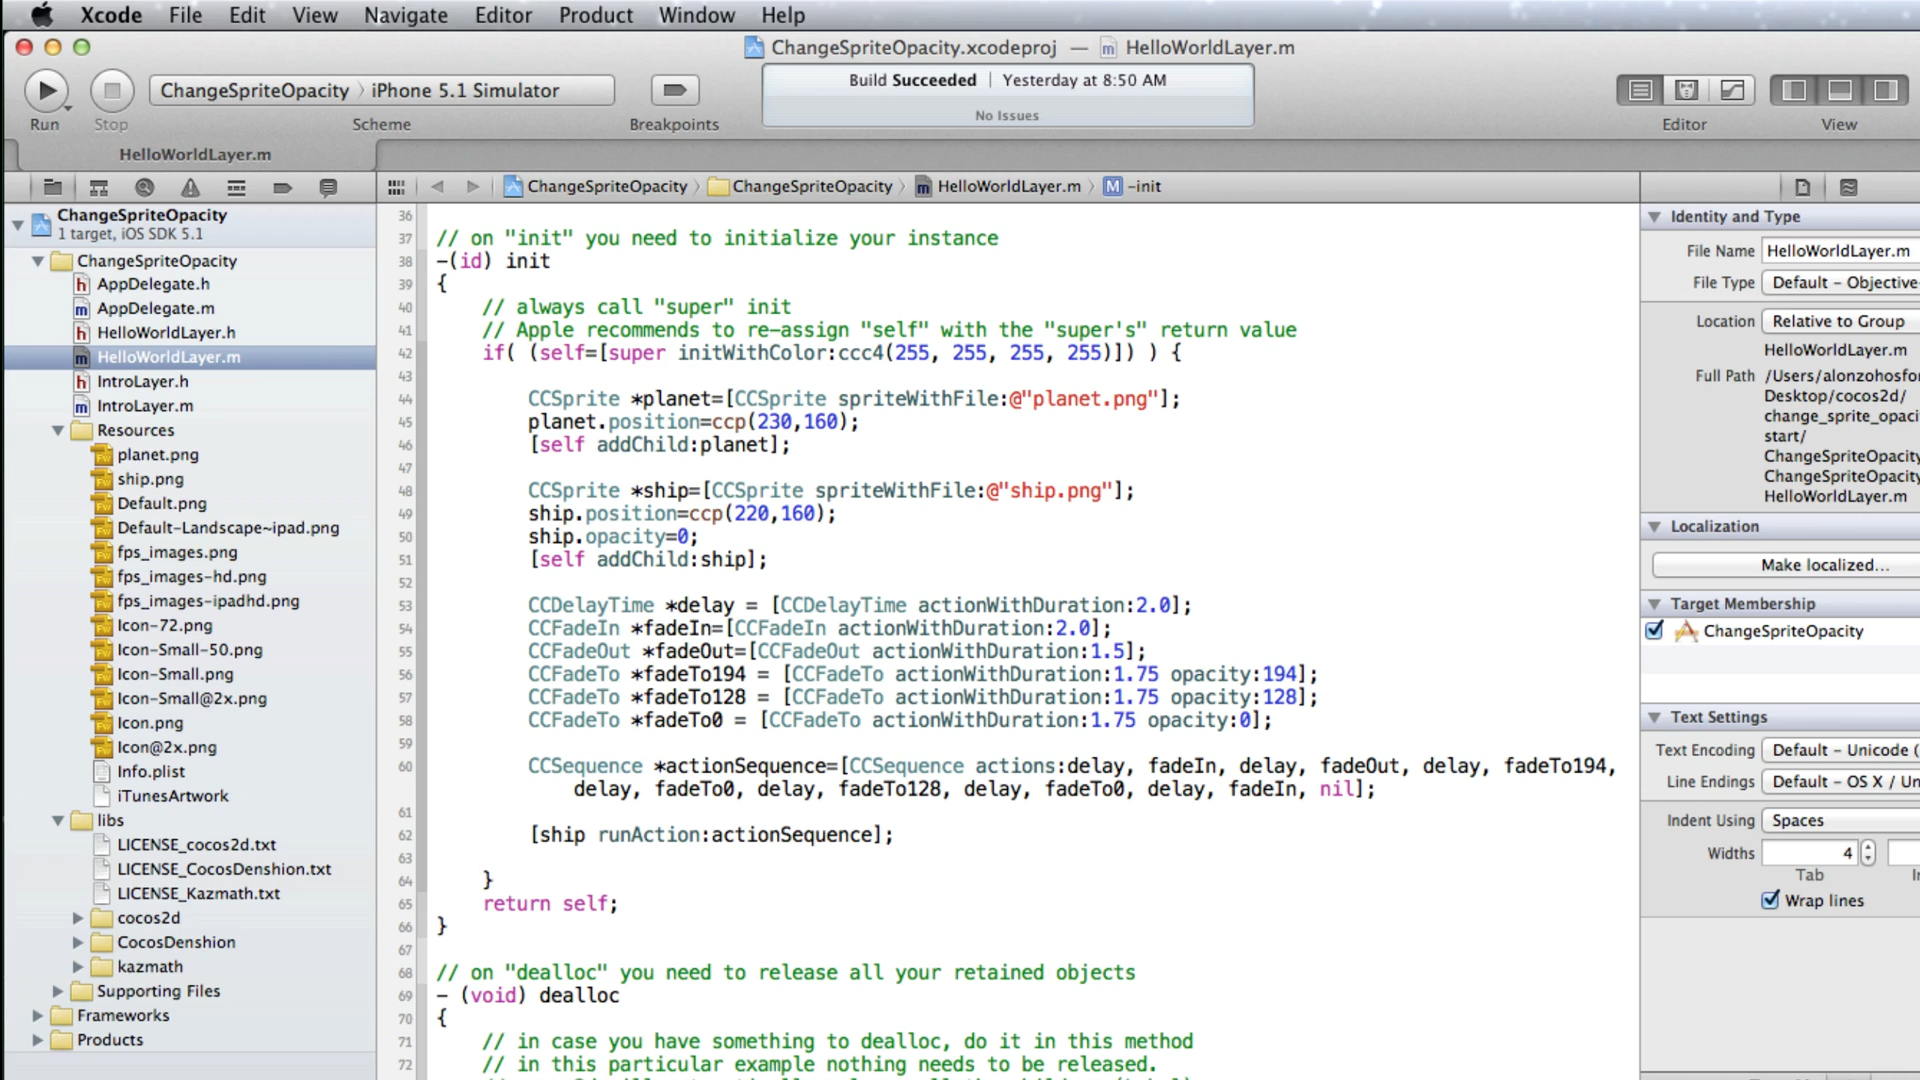 Xcode File Edit View Navigate Editor Product Window Help
ChangeSpriteOpacity.xcodeproj — HelloWorldLayer.m
ChangeSpriteOpacity iPhone 5.1 Simulator
Build Succeeded Yesterday at 8:50 AM
No Issues
Run Stop Scheme Breakpoints Editor View
HelloWorldLayer.m
ChangeSpriteOpacity ChangeSpriteOpacity HelloWorldLayer.m M -init
ChangeSpriteOpacity
1 target, iOS SDK 5.1
ChangeSpriteOpacity
h AppDelegate.h
m AppDelegate.m
h HelloWorldLayer.h
m HelloWorldLayer.m
h IntroLayer.h
m IntroLayer.m
Resources
planet.png
ship.png
Default.png
Default-Landscape~ipad.png
fps_images.png
fps_images-hd.png
fps_images-ipadhd.png
Icon-72.png
Icon-Small-50.png
Icon-Small.png
Icon-Small@2x.png
Icon.png
Icon@2x.png
Info.plist
iTunesArtwork
libs
LICENSE_cocos2d.txt
LICENSE_CocosDenshion.txt
LICENSE_Kazmath.txt
cocos2d
CocosDenshion
kazmath
Supporting Files
Frameworks
Products
36
37 // on "init" you need to initialize your instance
38 -(id) init
39 {
40 // always call "super" init
41 // Apple recommends to re-assign "self" with the "super's" return value
42 if( (self=[super initWithColor:ccc4(255, 255, 255, 255)]) ) {
43
44 CCSprite *planet=[CCSprite spriteWithFile:@"planet.png"];
45 planet.position=ccp(230,160);
46 [self addChild:planet];
47
48 CCSprite *ship=[CCSprite spriteWithFile:@"ship.png"];
49 ship.position=ccp(220,160);
50 ship.opacity=0;
51 [self addChild:ship];
52
53 CCDelayTime *delay = [CCDelayTime actionWithDuration:2.0];
54 CCFadeIn *fadeIn=[CCFadeIn actionWithDuration:2.0];
55 CCFadeOut *fadeOut=[CCFadeOut actionWithDuration:1.5];
56 CCFadeTo *fadeTo194 = [CCFadeTo actionWithDuration:1.75 opacity:194];
57 CCFadeTo *fadeTo128 = [CCFadeTo actionWithDuration:1.75 opacity:128];
58 CCFadeTo *fadeTo0 = [CCFadeTo actionWithDuration:1.75 opacity:0];
59
60 CCSequence *actionSequence=[CCSequence actions:delay, fadeIn, delay, fadeOut, delay, fadeTo194,
delay, fadeTo0, delay, fadeTo128, delay, fadeTo0, delay, fadeIn, nil];
61
62 [ship runAction:actionSequence];
63
64 }
65 return self;
66 }
67
68 // on "dealloc" you need to release all your retained objects
69 - (void) dealloc
70 {
71 // in case you have something to dealloc, do it in this method
72 // in this particular example nothing needs to be released.
Identity and Type
File Name HelloWorldLayer.m
File Type Default - Objective-
Location Relative to Group
HelloWorldLayer.m
Full Path /Users/alonzohosfor
Desktop/cocos2d/
change_sprite_opaci
start/
ChangeSpriteOpacity
ChangeSpriteOpacity
HelloWorldLayer.m
Localization
Make localized...
Target Membership
ChangeSpriteOpacity
Text Settings
Text Encoding Default - Unicode (
Line Endings Default - OS X / Un
Indent Using Spaces
Widths 4
Tab
Wrap lines